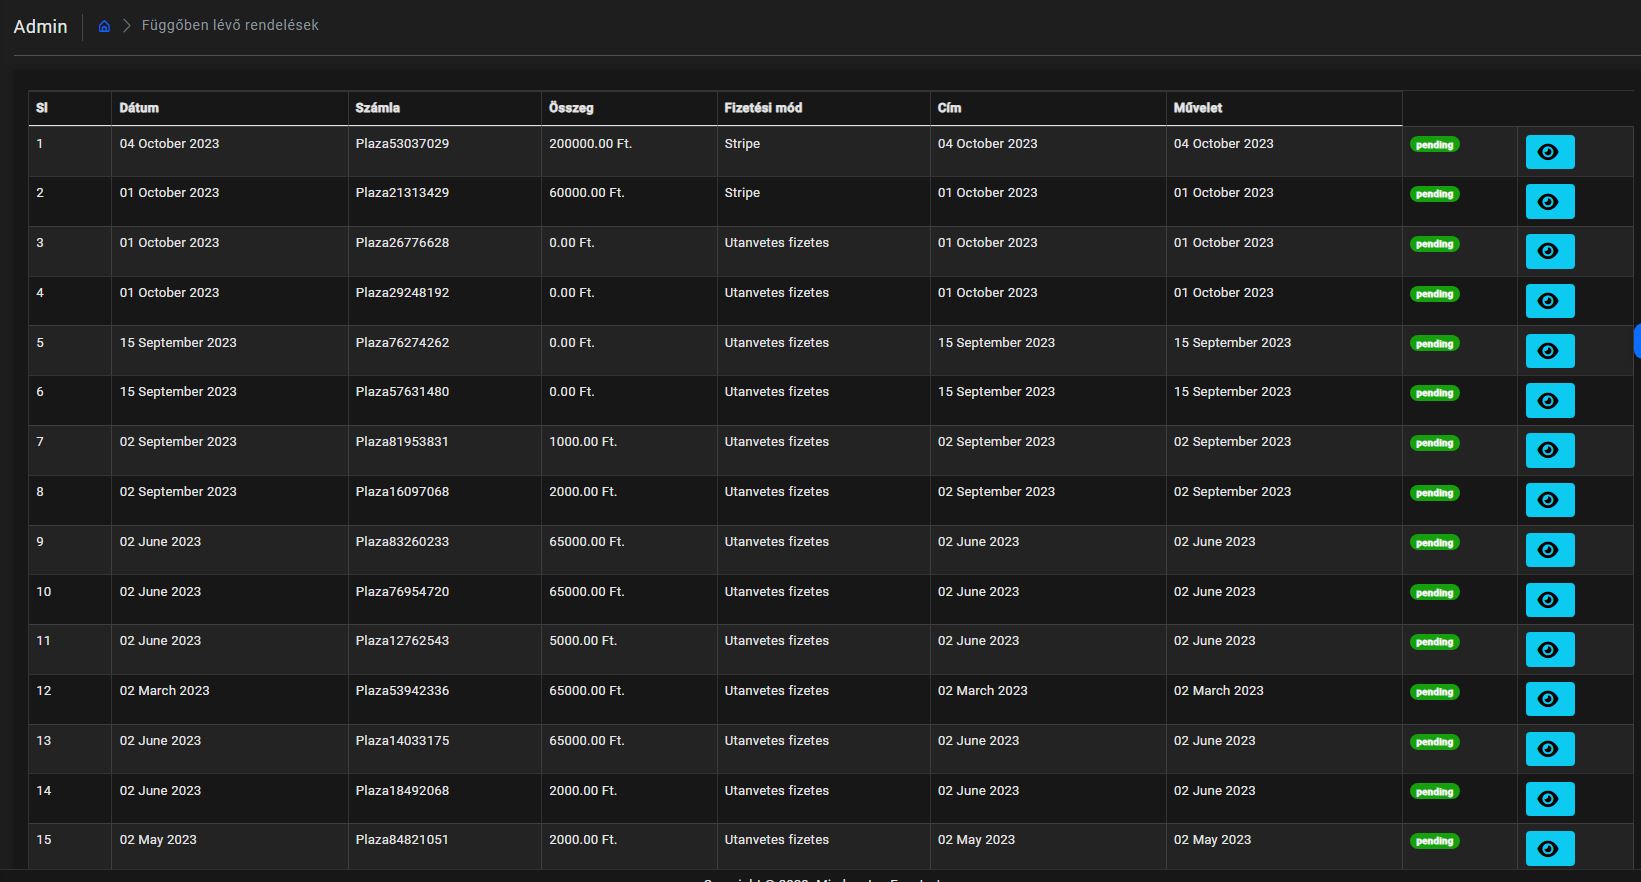 Admin Függőben lévő rendelések
Sl Dátum Számla Összeg Fizetési mód Cím Művelet
1 04 October 2023 Plaza53037029 200000.00 Ft. Stripe 04 October 2023 04 October 2023 pending
2 01 October 2023 Plaza21313429 60000.00 Ft. Stripe 01 October 2023 01 October 2023 pending
3 01 October 2023 Plaza26776628 0.00 Ft. Utanvetes fizetes 01 October 2023 01 October 2023 pending
4 01 October 2023 Plaza29248192 0.00 Ft. Utanvetes fizetes 01 October 2023 01 October 2023 pending
5 15 September 2023 Plaza76274262 0.00 Ft. Utanvetes fizetes 15 September 2023 15 September 2023 pending
6 15 September 2023 Plaza57631480 0.00 Ft. Utanvetes fizetes 15 September 2023 15 September 2023 pending
7 02 September 2023 Plaza81953831 1000.00 Ft. Utanvetes fizetes 02 September 2023 02 September 2023 pending
8 02 September 2023 Plaza16097068 2000.00 Ft. Utanvetes fizetes 02 September 2023 02 September 2023 pending
9 02 June 2023 Plaza83260233 65000.00 Ft. Utanvetes fizetes 02 June 2023 02 June 2023 pending
10 02 June 2023 Plaza76954720 65000.00 Ft. Utanvetes fizetes 02 June 2023 02 June 2023 pending
11 02 June 2023 Plaza12762543 5000.00 Ft. Utanvetes fizetes 02 June 2023 02 June 2023 pending
12 02 March 2023 Plaza53942336 65000.00 Ft. Utanvetes fizetes 02 March 2023 02 March 2023 pending
13 02 June 2023 Plaza14033175 65000.00 Ft. Utanvetes fizetes 02 June 2023 02 June 2023 pending
14 02 June 2023 Plaza18492068 2000.00 Ft. Utanvetes fizetes 02 June 2023 02 June 2023 pending
15 02 May 2023 Plaza84821051 2000.00 Ft. Utanvetes fizetes 02 May 2023 02 May 2023 pending